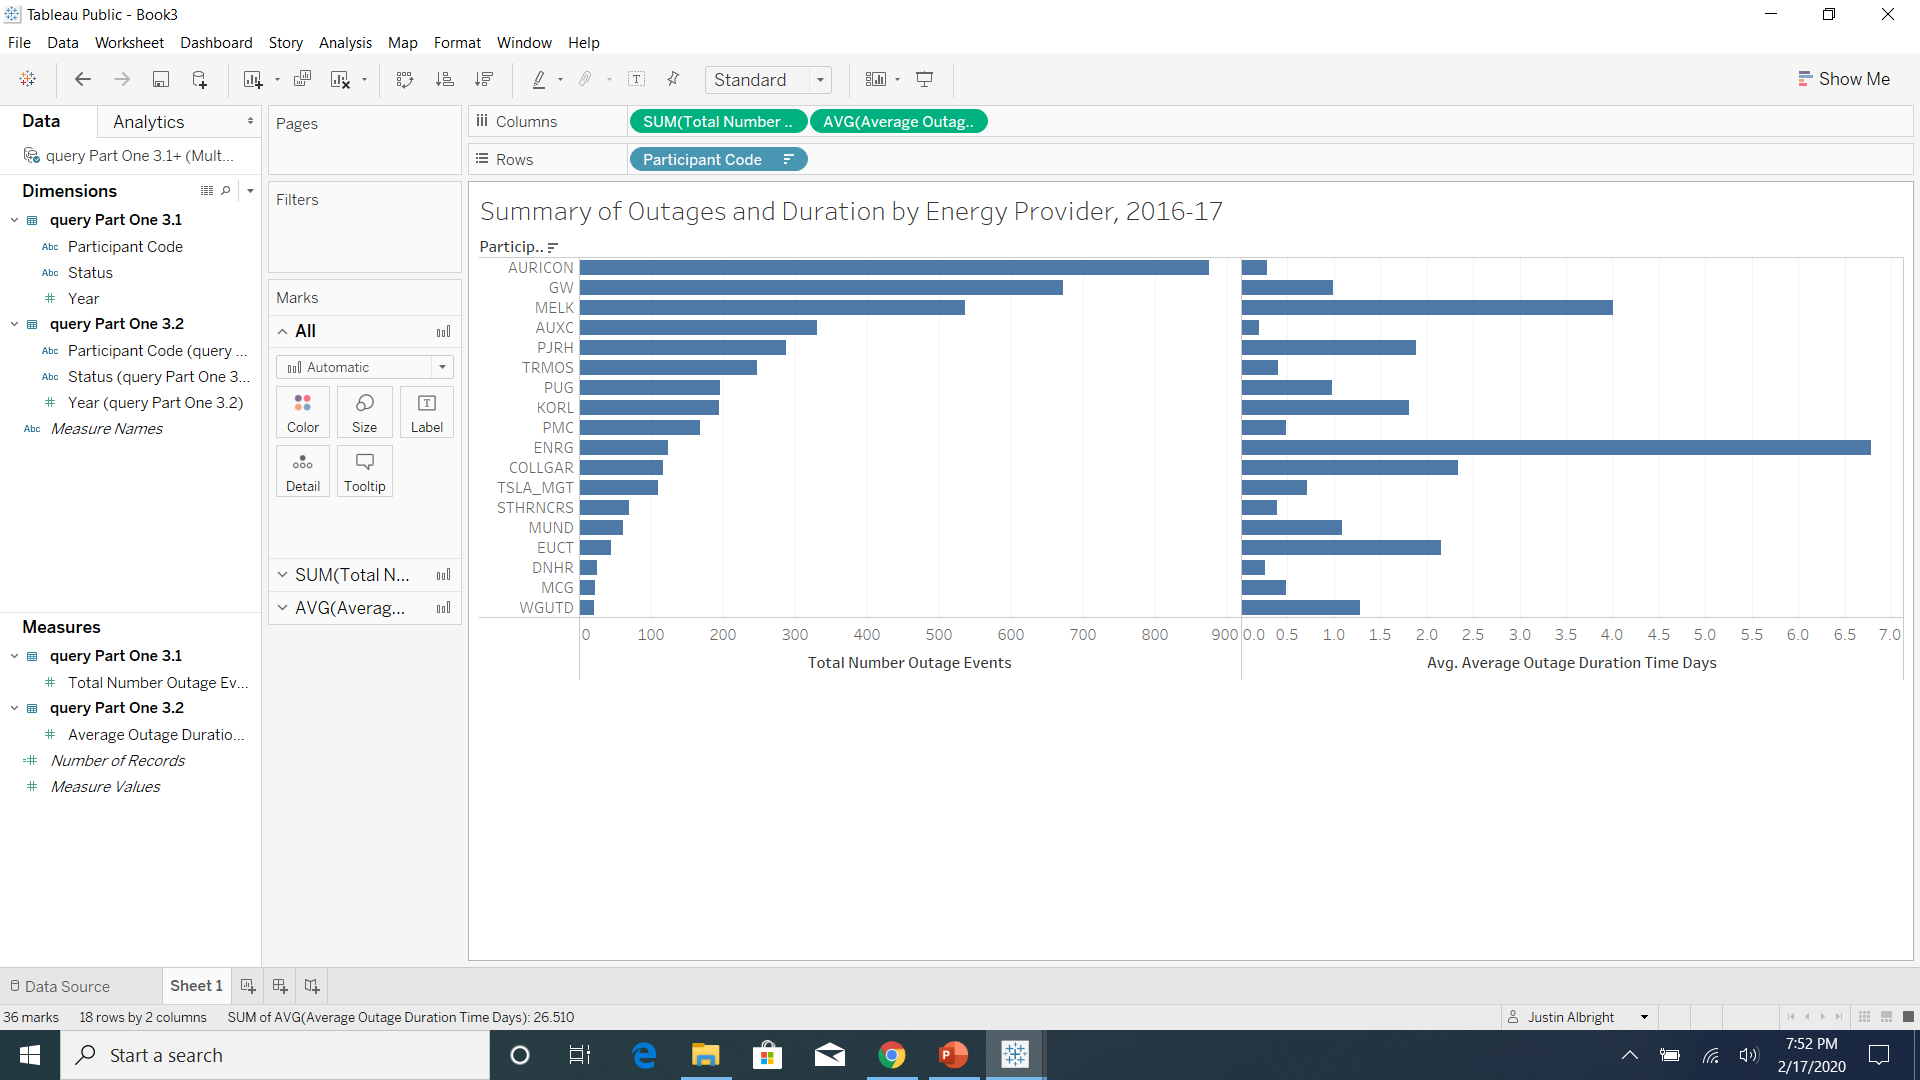 Tableau Public - Book3
File Data Worksheet Dashboard Story Analysis Map Format Window Help
Standard
Show Me
Data Analytics
query Part One 3.1+ (Mult...
Dimensions
query Part One 3.1
Abc Participant Code
Abc Status
# Year
query Part One 3.2
Abc Participant Code (query ...
Abc Status (query Part One 3...
# Year (query Part One 3.2)
Abc Measure Names
Measures
query Part One 3.1
# Total Number Outage Ev...
query Part One 3.2
# Average Outage Duratio...
=# Number of Records
# Measure Values
Pages
Filters
Marks
All
Automatic
Color Size Label
Detail Tooltip
SUM(Total N...
AVG(Averag...
Columns SUM(Total Number .. AVG(Average Outag..
Rows Participant Code
Summary of Outages and Duration by Energy Provider, 2016-17
Particip..
AURICON
GW
MELK
AUXC
PJRH
TRMOS
PUG
KORL
PMC
ENRG
COLLGAR
TSLA_MGT
STHRNCRS
MUND
EUCT
DNHR
MCG
WGUTD
0 100 200 300 400 500 600 700 800 900
0.0 0.5 1.0 1.5 2.0 2.5 3.0 3.5 4.0 4.5 5.0 5.5 6.0 6.5 7.0
Total Number Outage Events
Avg. Average Outage Duration Time Days
Data Source Sheet 1
36 marks 18 rows by 2 columns SUM of AVG(Average Outage Duration Time Days): 26.510
Justin Albright
Start a search
7:52 PM
2/17/2020